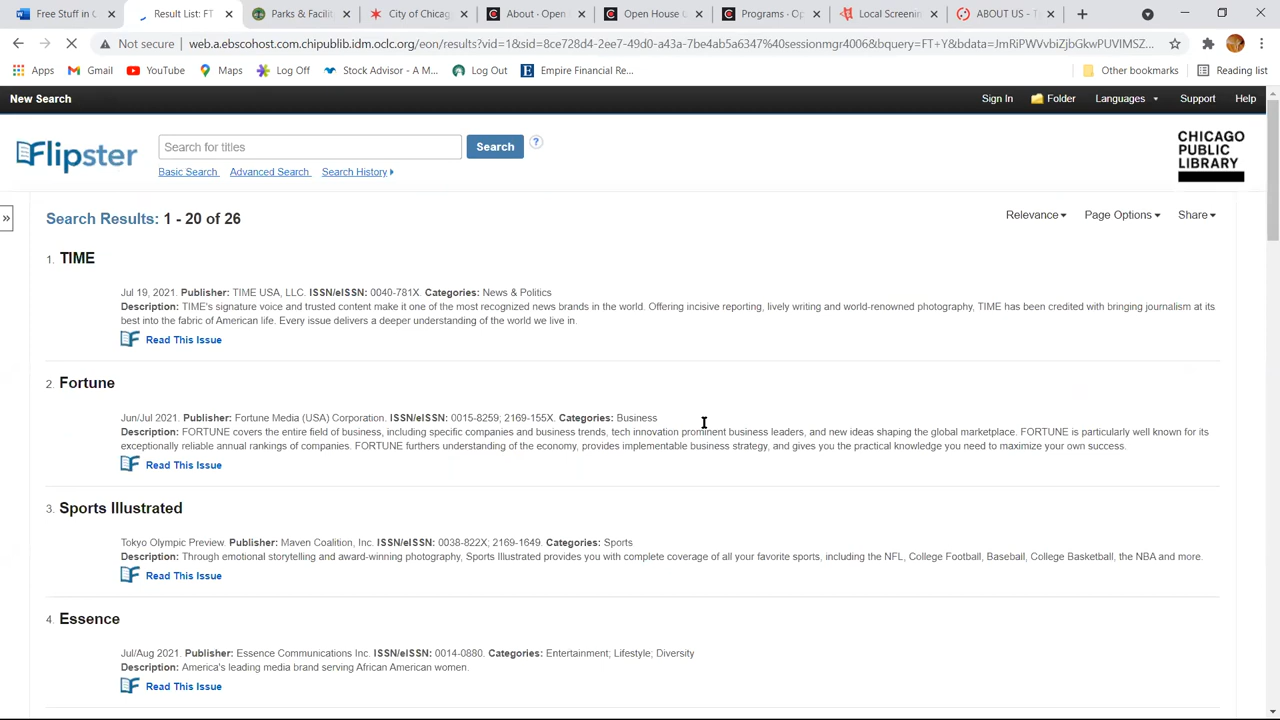 Free Stuff in C
Result List: FT
Parks & Facilit
City of Chicag
About - Open
Open House C
Programs - Op
Local Screenin
ABOUT US - T
Not secure | web.a.ebscohost.com.chipublib.idm.oclc.org/eon/results?vid=1&sid=8ce728d4-2ee7-49d0-a43a-7be4ab5a6347%40sessionmgr4006&bquery=FT+Y&bdata=JmRiPWVvbiZjbGkwPUVIMSZ...
Apps Gmail YouTube Maps Log Off Stock Advisor - A M... Log Out Empire Financial Re... Other bookmarks Reading list
New Search Sign In Folder Languages Support Help
Flipster Search for titles Search ? CHICAGO
PUBLIC
LIBRARY
Basic Search Advanced Search Search History
»
Search Results: 1 - 20 of 26 Relevance Page Options Share
1. TIME
Jul 19, 2021. Publisher: TIME USA, LLC. ISSN/eISSN: 0040-781X. Categories: News & Politics
Description: TIME's signature voice and trusted content make it one of the most recognized news brands in the world. Offering incisive reporting, lively writing and world-renowned photography, TIME has been credited with bringing journalism at its
best into the fabric of American life. Every issue delivers a deeper understanding of the world we live in.
Read This Issue
2. Fortune
Jun/Jul 2021. Publisher: Fortune Media (USA) Corporation. ISSN/eISSN: 0015-8259; 2169-155X. Categories: Business
Description: FORTUNE covers the entire field of business, including specific companies and business trends, tech innovation prominent business leaders, and new ideas shaping the global marketplace. FORTUNE is particularly well known for its
exceptionally reliable annual rankings of companies. FORTUNE furthers understanding of the economy, provides implementable business strategy, and gives you the practical knowledge you need to maximize your own success.
Read This Issue
3. Sports Illustrated
Tokyo Olympic Preview. Publisher: Maven Coalition, Inc. ISSN/eISSN: 0038-822X; 2169-1649. Categories: Sports
Description: Through emotional storytelling and award-winning photography, Sports Illustrated provides you with complete coverage of all your favorite sports, including the NFL, College Football, Baseball, College Basketball, the NBA and more.
Read This Issue
4. Essence
Jul/Aug 2021. Publisher: Essence Communications Inc. ISSN/eISSN: 0014-0880. Categories: Entertainment; Lifestyle; Diversity
Description: America's leading media brand serving African American women.
Read This Issue